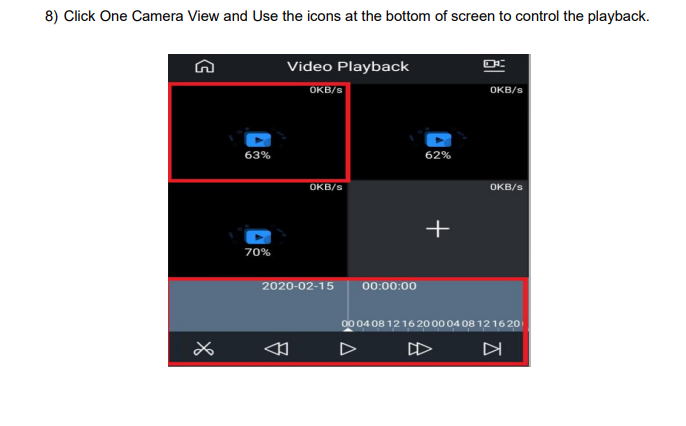 8) Click One Camera View and Use the icons at the bottom of screen to control the playback.
Video Playback
0KB/s
0KB/s
63%
62%
0KB/s
0KB/s
70%
2020-02-15 00:00:00
00 04 08 12 16 20 00 04 08 12 16 20